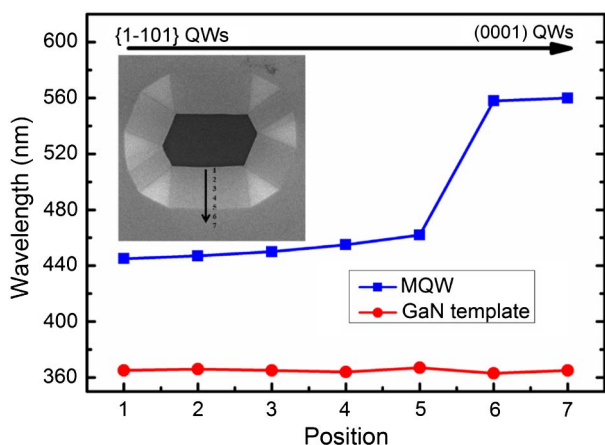 {1-101} QWs
(0001) QWs
600
560
520
480
440
400
360
Wavelength (nm)
1
2
3
4
5
6
7
MQW
GaN template
1 2 3 4 5 6 7
Position